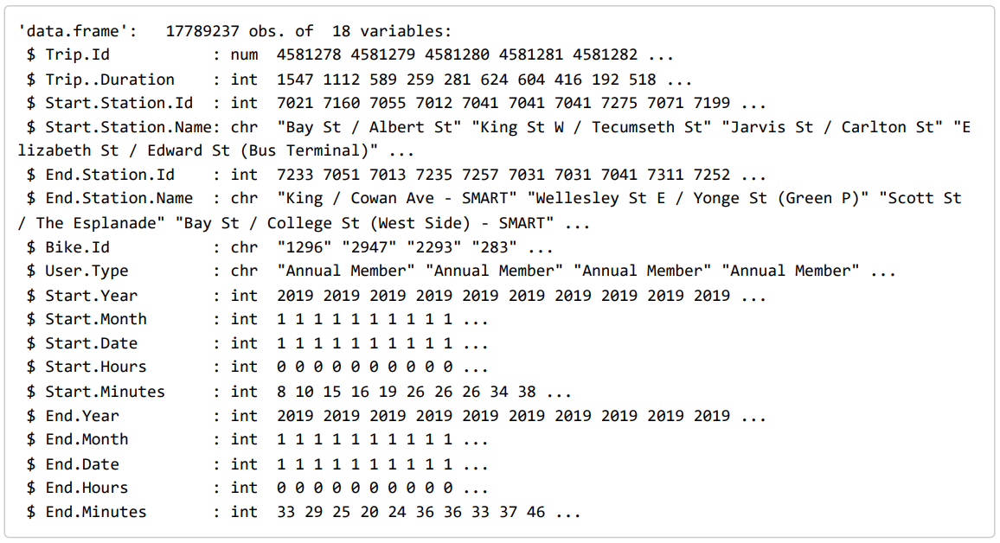 'data.frame':   17789237 obs. of  18 variables:
 $ Trip.Id           : num  4581278 4581279 4581280 4581281 4581282 ...
 $ Trip..Duration    : int  1547 1112 589 259 281 624 604 416 192 518 ...
 $ Start.Station.Id  : int  7021 7160 7055 7012 7041 7041 7041 7275 7071 7199 ...
 $ Start.Station.Name: chr  "Bay St / Albert St" "King St W / Tecumseth St" "Jarvis St / Carlton St" "E
lizabeth St / Edward St (Bus Terminal)" ...
 $ End.Station.Id    : int  7233 7051 7013 7235 7257 7031 7031 7041 7311 7252 ...
 $ End.Station.Name  : chr  "King / Cowan Ave - SMART" "Wellesley St E / Yonge St (Green P)" "Scott St
/ The Esplanade" "Bay St / College St (West Side) - SMART" ...
 $ Bike.Id           : chr  "1296" "2947" "2293" "283" ...
 $ User.Type         : chr  "Annual Member" "Annual Member" "Annual Member" "Annual Member" ...
 $ Start.Year        : int  2019 2019 2019 2019 2019 2019 2019 2019 2019 2019 ...
 $ Start.Month       : int  1 1 1 1 1 1 1 1 1 1 ...
 $ Start.Date        : int  1 1 1 1 1 1 1 1 1 1 ...
 $ Start.Hours       : int  0 0 0 0 0 0 0 0 0 0 ...
 $ Start.Minutes     : int  8 10 15 16 19 26 26 26 34 38 ...
 $ End.Year          : int  2019 2019 2019 2019 2019 2019 2019 2019 2019 2019 ...
 $ End.Month         : int  1 1 1 1 1 1 1 1 1 1 ...
 $ End.Date          : int  1 1 1 1 1 1 1 1 1 1 ...
 $ End.Hours         : int  0 0 0 0 0 0 0 0 0 0 ...
 $ End.Minutes       : int  33 29 25 20 24 36 36 33 37 46 ...